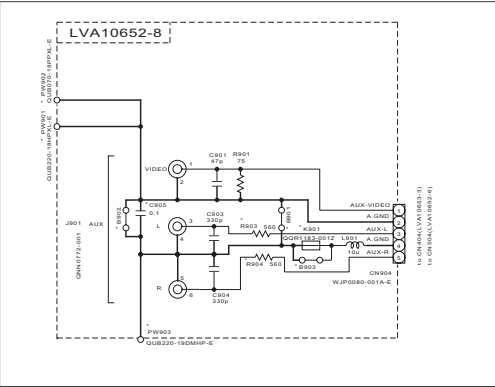 LVA10652-8
* PW902
QUB070-18PPXL-E
* PW901
QUB220-18HPXL-E
VIDEO
1
2
C901
47p
R901
75
* C905
0.1
B902
*
J901
AUX
QNN0772-001
L
3
4
C903
330p
*
R903
560
B901
*
AUX-VIDEO
1
A.GND
2
AUX-L
3
A.GND
4
AUX-R
5
* K901
QQR1183-001Z
L901
10u
* B903
*
R904
560
5
R
6
C904
330p
CN904
WJP0080-001A-E
to CN404(LVA10653-3)
to CN504(LVA10652-6)
*
PW903
QUB220-19DMHP-E